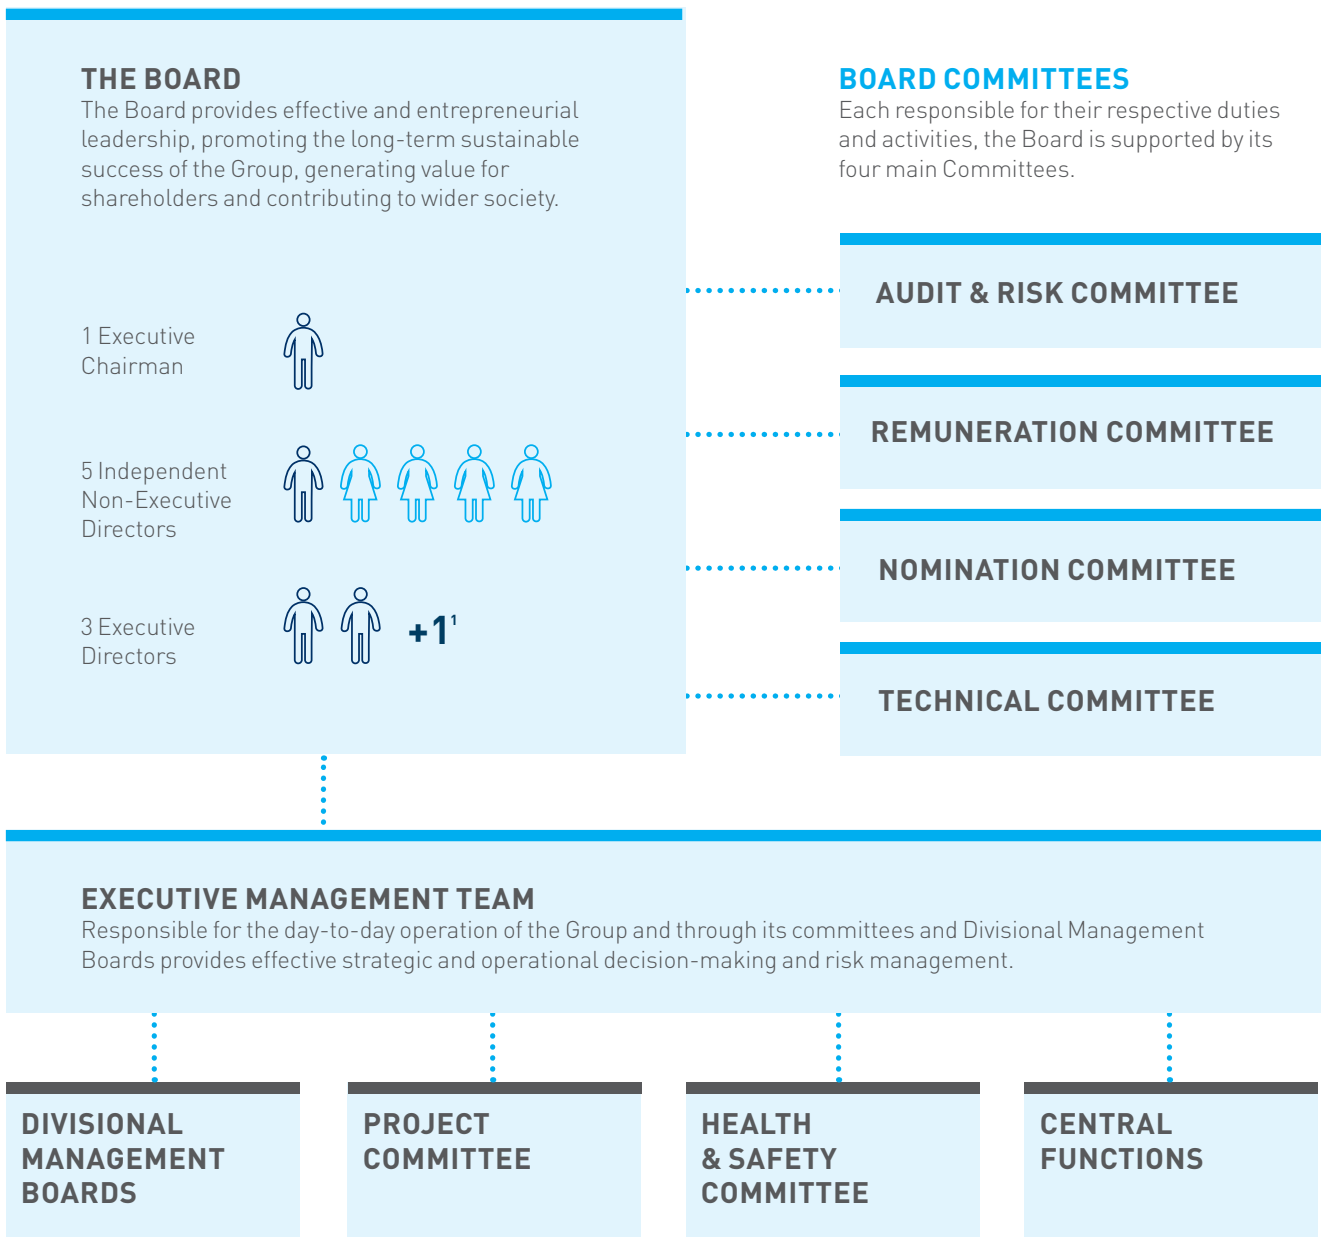 THE BOARD
The Board provides effective and entrepreneurial
leadership, promoting the long-term sustainable
success of the Group, generating value for
shareholders and contributing to wider society.
1 Executive
Chairman
5 Independent
Non-Executive
Directors
3 Executive
Directors
+1¹
BOARD COMMITTEES
Each responsible for their respective duties
and activities, the Board is supported by its
four main Committees.
AUDIT & RISK COMMITTEE
REMUNERATION COMMITTEE
NOMINATION COMMITTEE
TECHNICAL COMMITTEE
EXECUTIVE MANAGEMENT TEAM
Responsible for the day-to-day operation of the Group and through its committees and Divisional Management
Boards provides effective strategic and operational decision-making and risk management.
DIVISIONAL
MANAGEMENT
BOARDS
PROJECT
COMMITTEE
HEALTH
& SAFETY
COMMITTEE
CENTRAL
FUNCTIONS